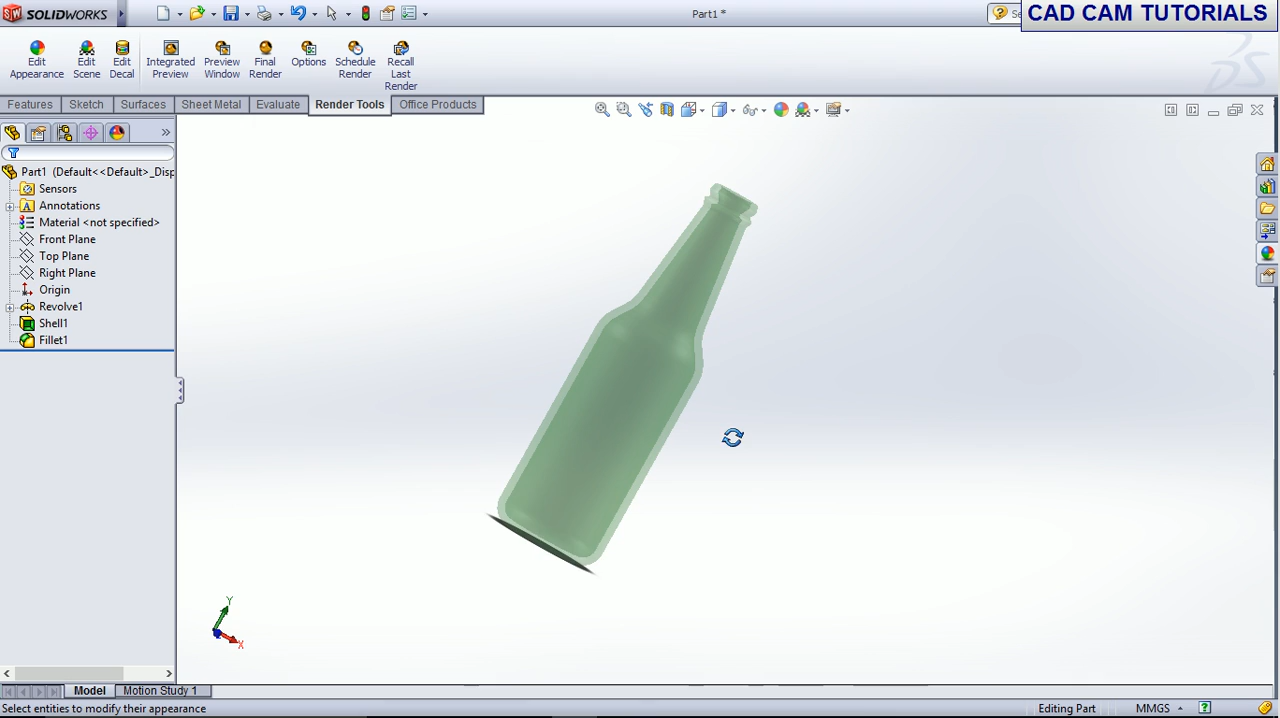 SOLIDWORKS
Part1 *
CAD CAM TUTORIALS
Edit Appearance
Edit Scene
Edit Decal
Integrated Preview
Preview Window
Final Render
Options
Schedule Render
Recall Last Render
Features
Sketch
Surfaces
Sheet Metal
Evaluate
Render Tools
Office Products
Part1 (Default<<Default>_Disp
Sensors
Annotations
Material <not specified>
Front Plane
Top Plane
Right Plane
Origin
Revolve1
Shell1
Fillet1
Y
X
Model
Motion Study 1
Select entities to modify their appearance
Editing Part
MMGS